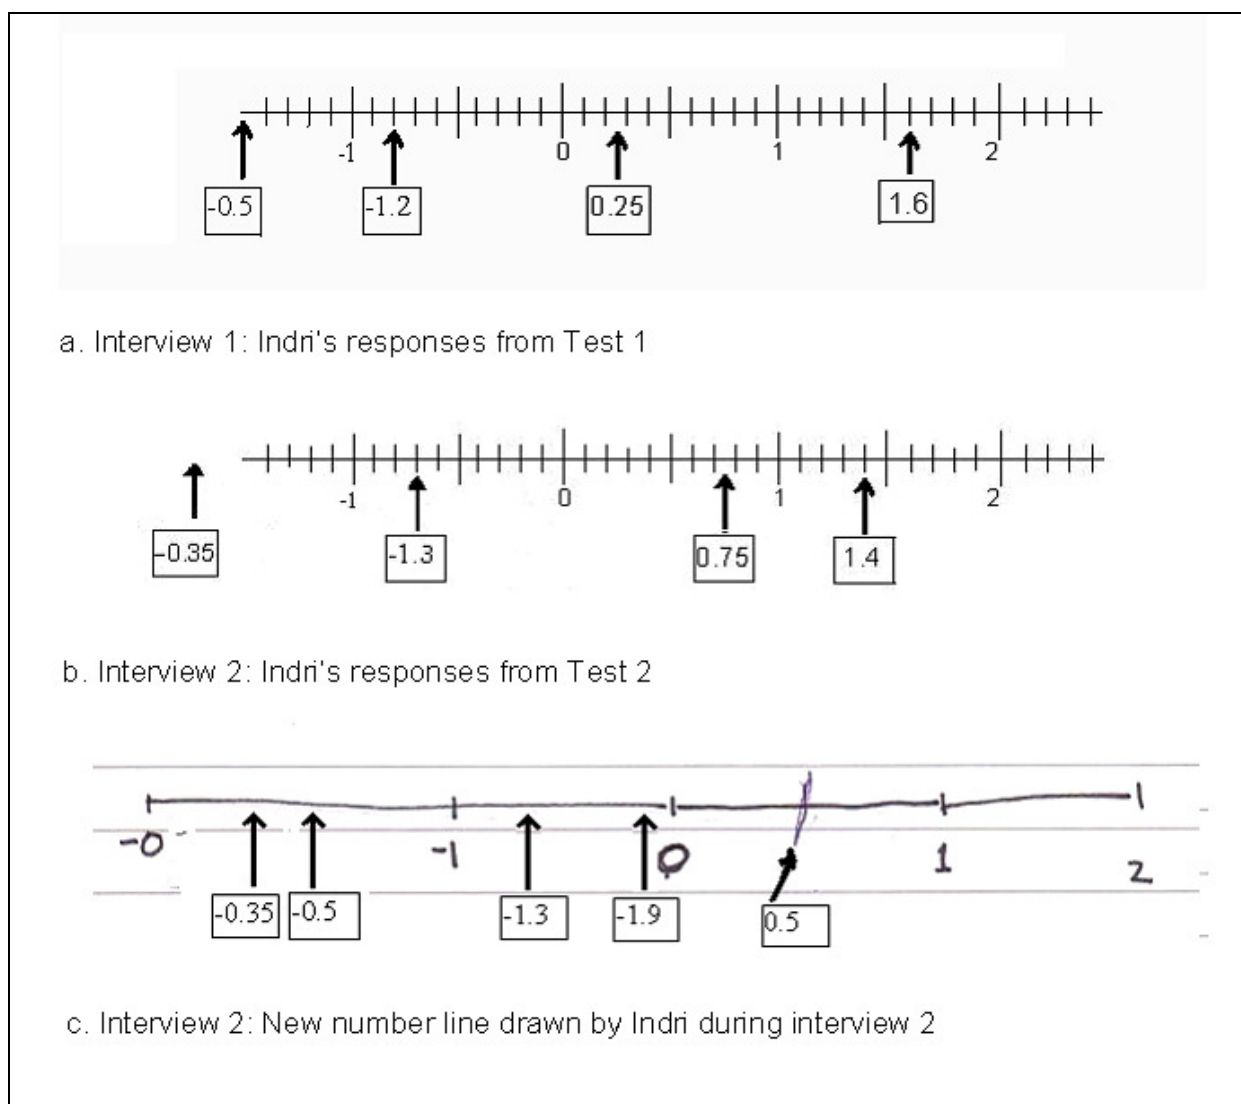 -1 0 1 2
-0.5 -1.2 0.25 1.6
a. Interview 1: Indri's responses from Test 1
-1 0 1 2
-0.35 -1.3 0.75 1.4
b. Interview 2: Indri's responses from Test 2
-0 -1 0 1 2
-0.35 -0.5 -1.3 -1.9 0.5
c. Interview 2: New number line drawn by Indri during interview 2